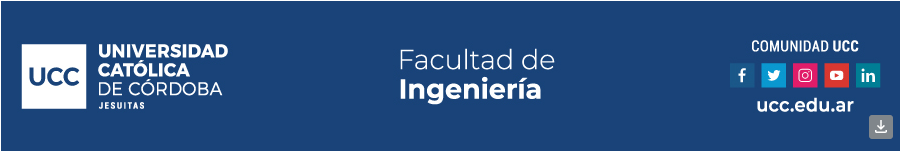 UCC
UNIVERSIDAD
CATÓLICA
DE CÓRDOBA
JESUITAS
Facultad de
Ingeniería
COMUNIDAD UCC
f
in
ucc.edu.ar